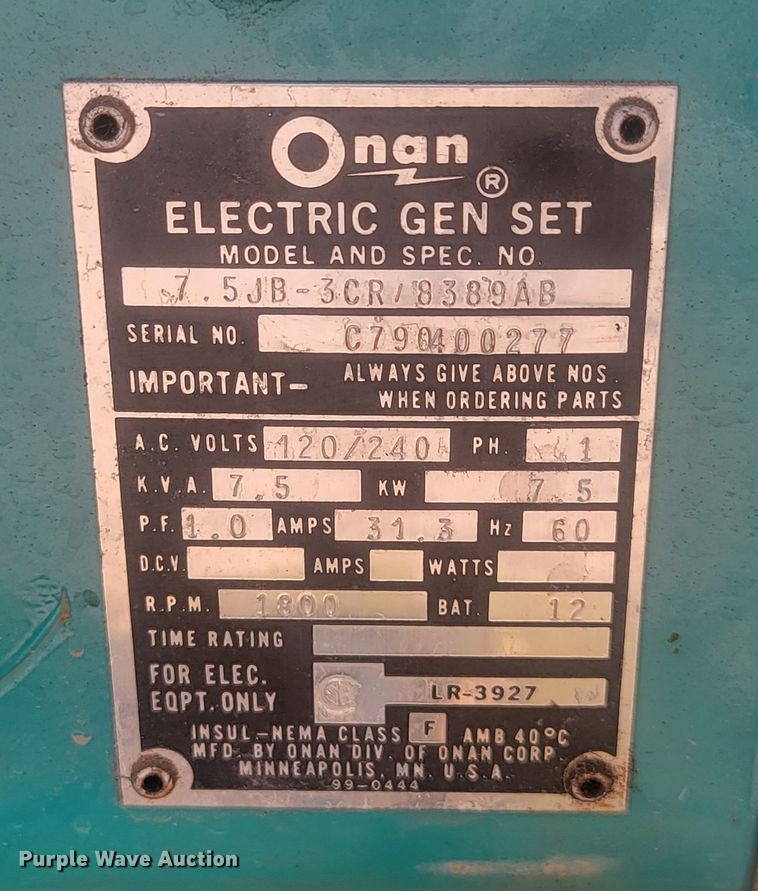 Onan ®
ELECTRIC GEN SET
MODEL AND SPEC. NO.
7.5JB-3CR/8389AB
SERIAL NO. C790400277
IMPORTANT- ALWAYS GIVE ABOVE NOS.
WHEN ORDERING PARTS
A.C. VOLTS 120/240 PH. 1
K.V.A. 7.5 KW 7.5
P.F. 1.0 AMPS 31.3 Hz 60
D.C.V. AMPS WATTS
R.P.M. 1800 BAT. 12
TIME RATING
FOR ELEC.
EQPT. ONLY LR-3927
INSUL-NEMA CLASS F AMB 40°C
MFD. BY ONAN DIV. OF ONAN CORP.
MINNEAPOLIS, MN. U.S.A.
99-0444
Purple Wave Auction